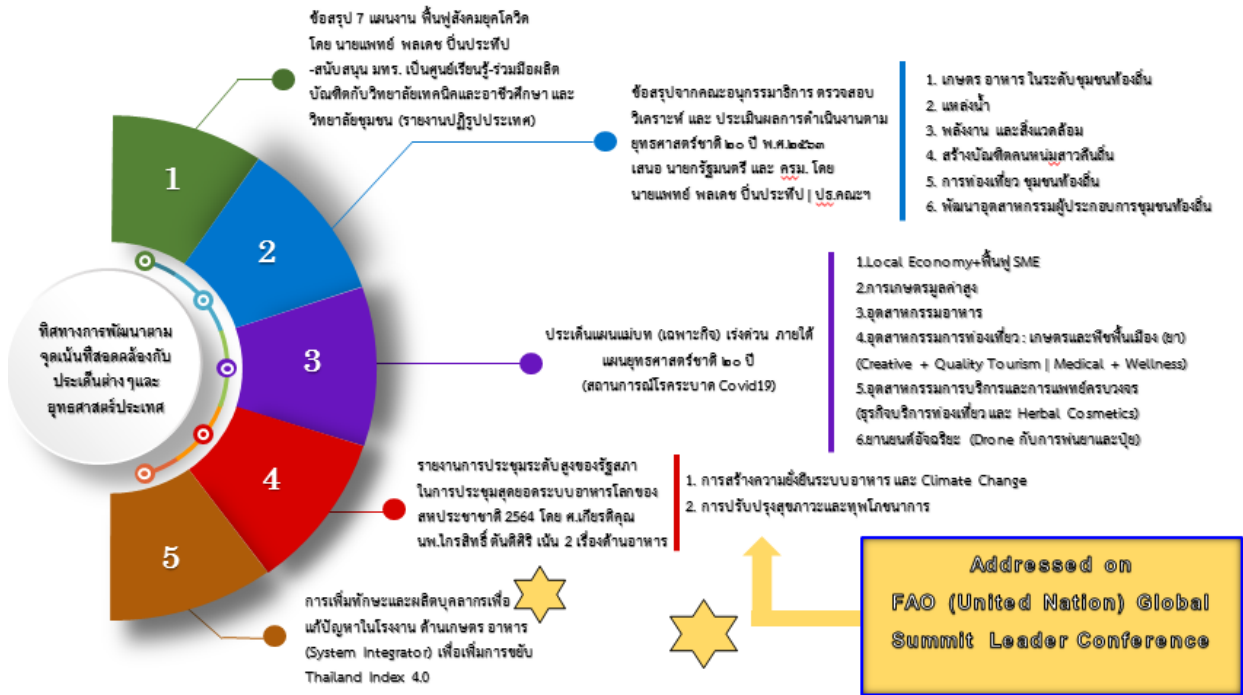 ทิศทางการพัฒนาตาม
จุดเน้นที่สอดคล้องกับ
ประเด็นต่างๆและ
ยุทธศาสตร์ประเทศ
1
ข้อสรุป 7 แผนงาน ฟื้นฟูสังคมยุคโควิด
โดย นายแพทย์ พลเดช ปิ่นประทีป
-สนับสนุน มทร. เป็นศูนย์เรียนรู้-ร่วมมือผลิต
บัณฑิตกับวิทยาลัยเทคนิคและอาชีวศึกษา และ
วิทยาลัยชุมชน (รายงานปฏิรูปประเทศ)
2
ข้อสรุปจากคณะอนุกรรมาธิการ ตรวจสอบ
วิเคราะห์ และ ประเมินผลการดำเนินงานตาม
ยุทธศาสตร์ชาติ ๒๐ ปี พ.ศ.๒๕๖๓
เสนอ นายกรัฐมนตรี และ ครม. โดย
นายแพทย์ พลเดช ปิ่นประทีป | ปธ.คณะฯ
1. เกษตร อาหาร ในระดับชุมชนท้องถิ่น
2. แหล่งน้ำ
3. พลังงาน และสิ่งแวดล้อม
4. สร้างบัณฑิตคนหนุ่มสาวคืนถิ่น
5. การท่องเที่ยว ชุมชนท้องถิ่น
6. พัฒนาอุตสาหกรรมผู้ประกอบการชุมชนท้องถิ่น
3
ประเด็นแผนแม่บท (เฉพาะกิจ) เร่งด่วน ภายใต้
แผนยุทธศาสตร์ชาติ ๒๐ ปี
(สถานการณ์โรคระบาด Covid19)
1.Local Economy+ฟื้นฟู SME
2.การเกษตรมูลค่าสูง
3.อุตสาหกรรมอาหาร
4.อุตสาหกรรมการท่องเที่ยว : เกษตรและพืชพื้นเมือง (ยา)
(Creative + Quality Tourism | Medical + Wellness)
5.อุตสาหกรรมการบริการและการแพทย์ครบวงจร
(ธุรกิจบริการท่องเที่ยว และ Herbal Cosmetics)
6.ยานยนต์อัจฉริยะ (Drone กับการพ่นยาและปุ๋ย)
4
รายงานการประชุมระดับสูงของรัฐสภา
ในการประชุมสุดยอดระบบอาหารโลกของ
สหประชาชาติ 2564 โดย ศ.เกียรติคุณ
นพ.ไกรสิทธิ์ ตันติศิริ เน้น 2 เรื่องด้านอาหาร
1. การสร้างความยั่งยืนระบบอาหาร และ Climate Change
2. การปรับปรุงสุขภาวะและทุพโภชนาการ
5
การเพิ่มทักษะและผลิตบุคลากรเพื่อ
แก้ปัญหาในโรงงาน ด้านเกษตร อาหาร
(System Integrator) เพื่อเพิ่มการขยับ
Thailand Index 4.0
Addressed on
FAO (United Nation) Global
Summit Leader Conference